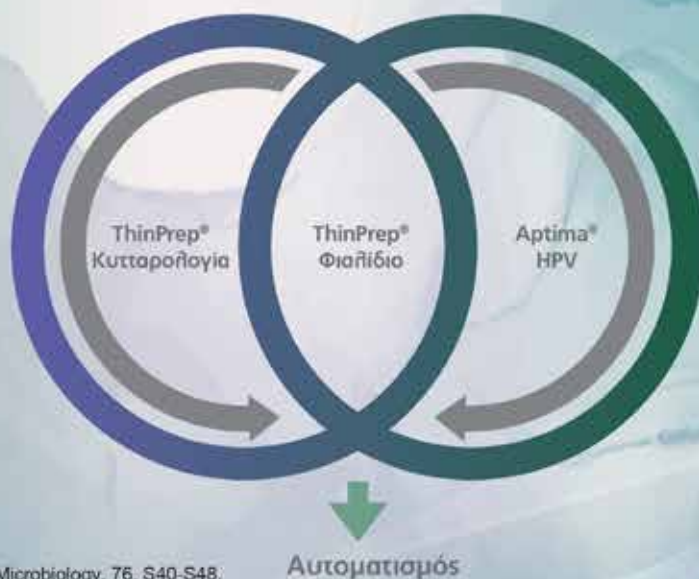 ThinPrep®
Κυτταρολογία
ThinPrep®
Φιαλίδιο
Aptima®
HPV
Αυτοματισμός
Microbiology, 76, S40-S48.